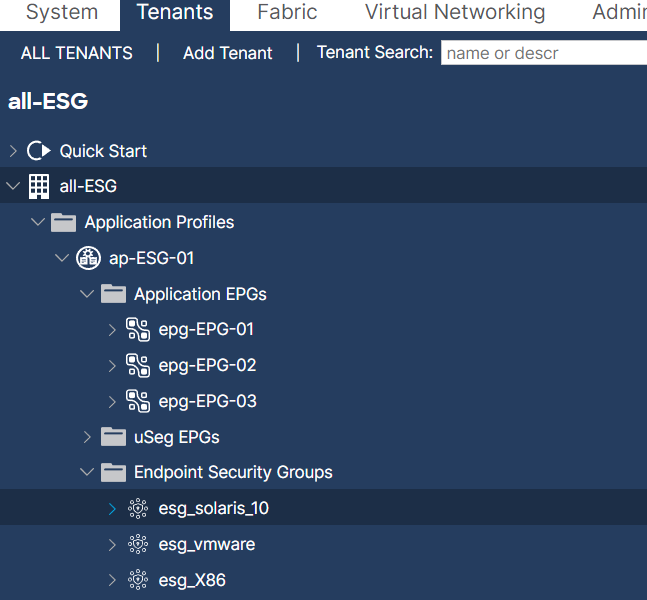 System Tenants Fabric Virtual Networking
ALL TENANTS | Add Tenant | Tenant Search: name or descr
all-ESG
Quick Start
all-ESG
Application Profiles
ap-ESG-01
Application EPGs
epg-EPG-01
epg-EPG-02
epg-EPG-03
uSeg EPGs
Endpoint Security Groups
esg_solaris_10
esg_vmware
esg_X86